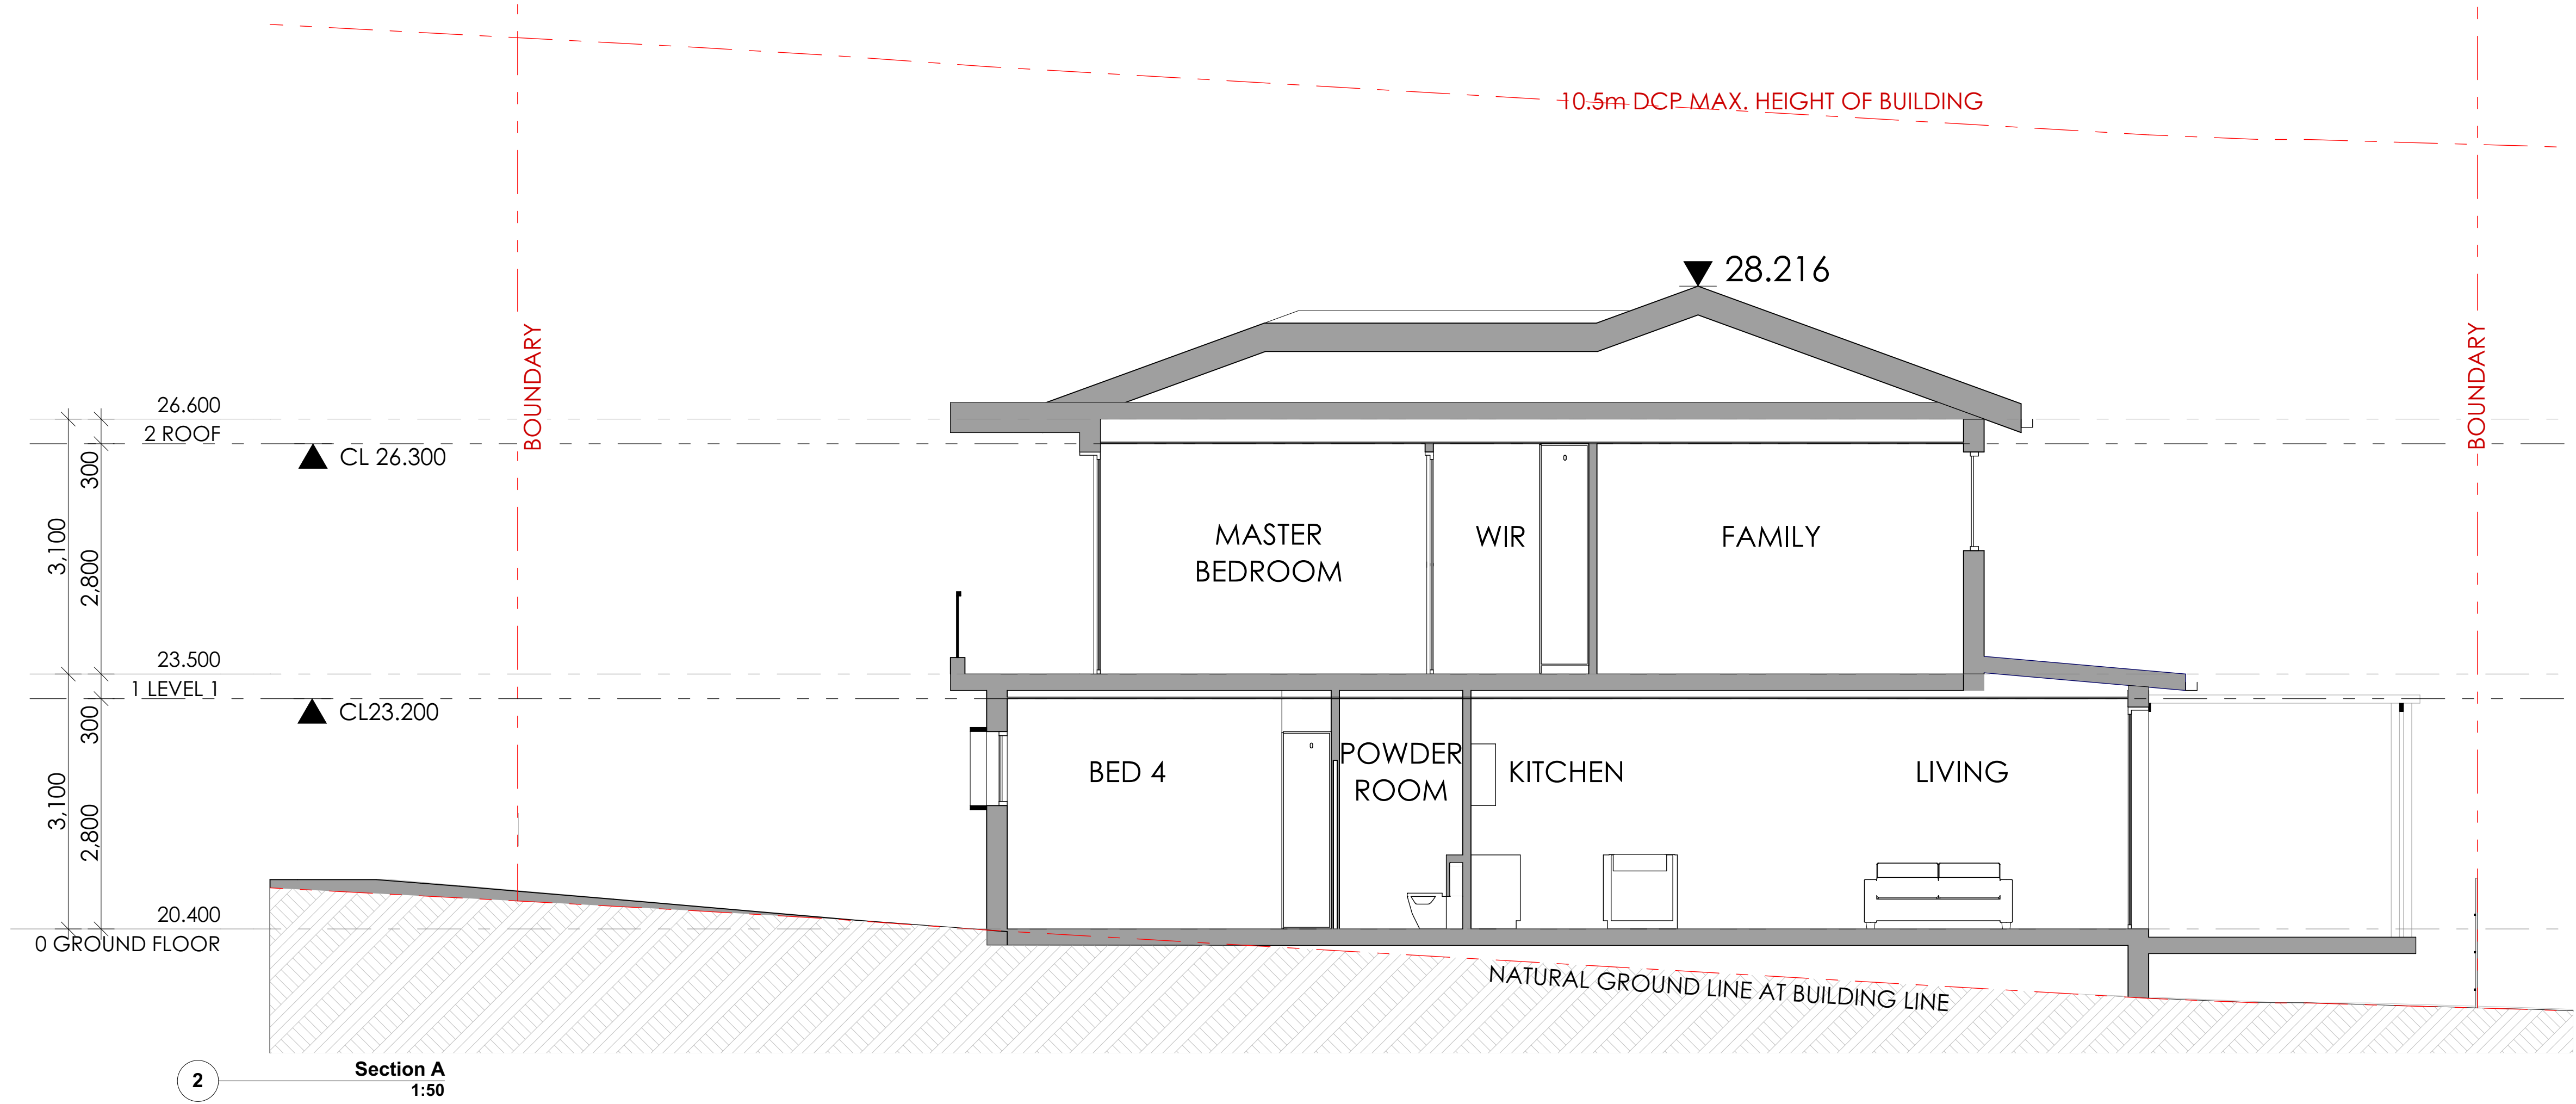 10.5m DCP MAX. HEIGHT OF BUILDING
28.216
BOUNDARY
BOUNDARY
26.600
2 ROOF
CL 26.300
300
3,100
2,800
MASTER
BEDROOM
WIR
FAMILY
23.500
1 LEVEL 1
CL23.200
300
3,100
2,800
BED 4
POWDER
ROOM
KITCHEN
LIVING
20.400
0 GROUND FLOOR
NATURAL GROUND LINE AT BUILDING LINE
2
Section A
1:50